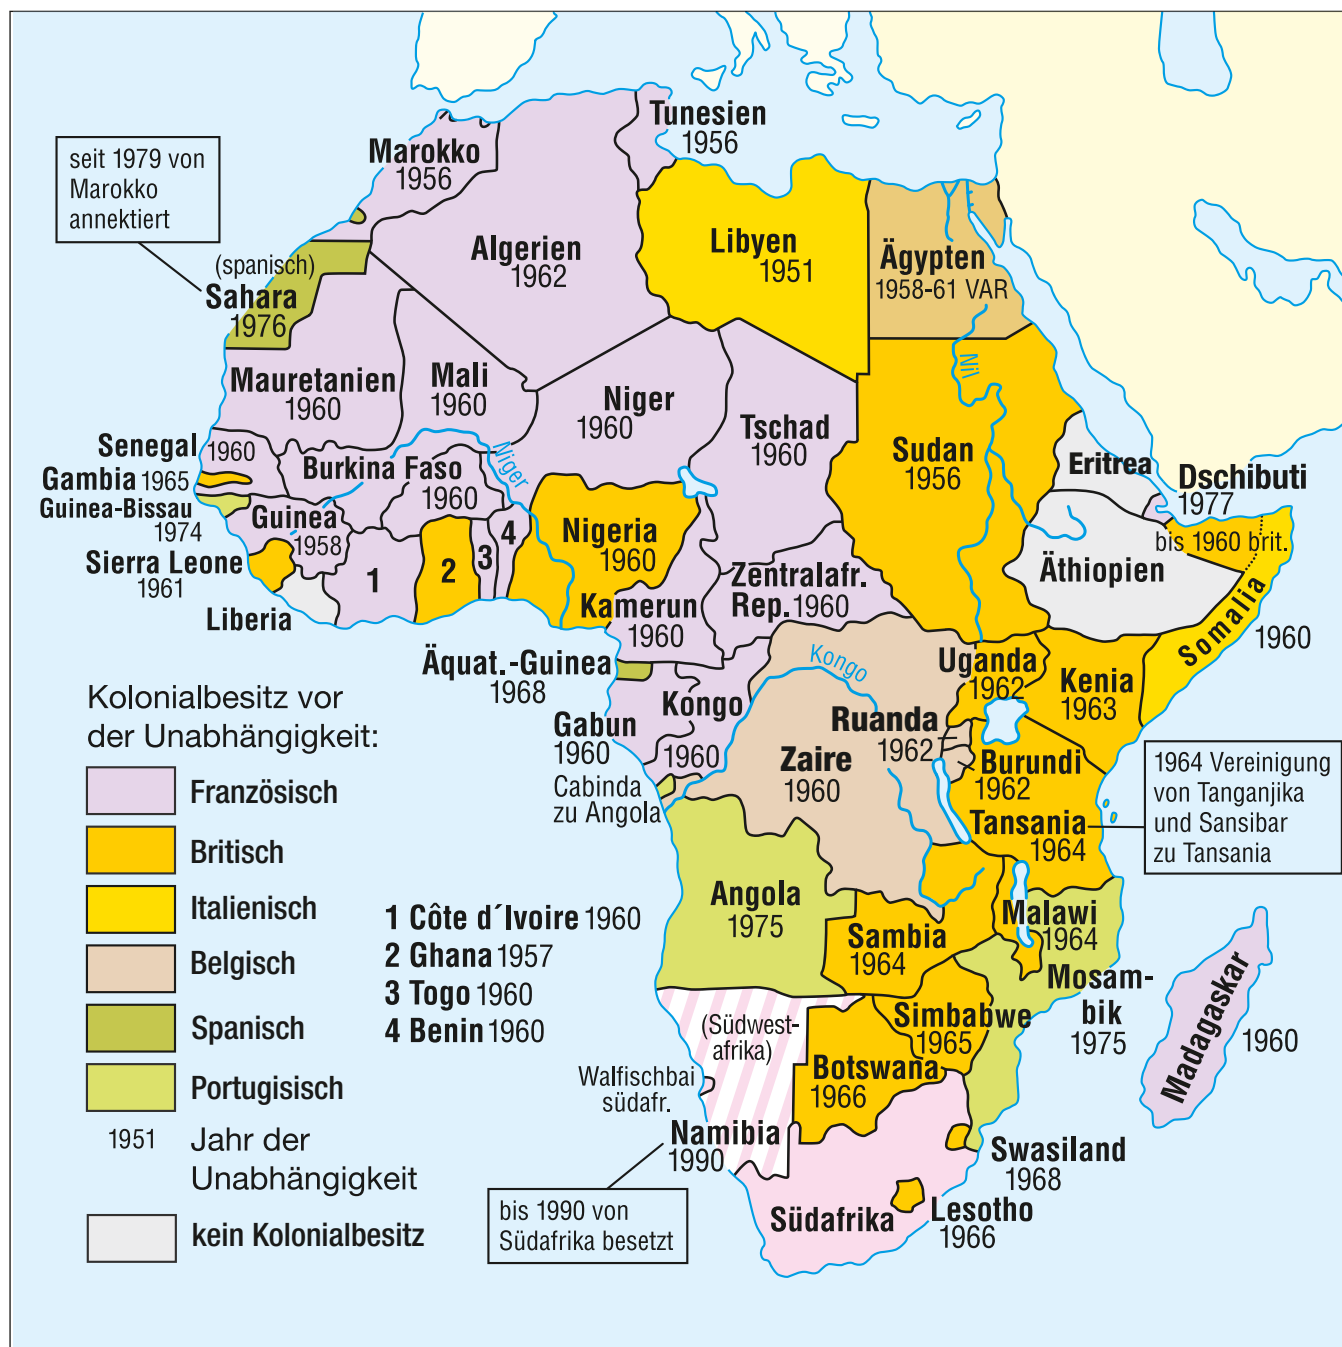 Tunesien
1956
Marokko
1956
seit 1979 von
Marokko
annektiert
Algerien
1962
Libyen
1951
Ägypten
1958-61 VAR
(spanisch)
Sahara
1976
Nil
Mauretanien
1960
Mali
1960
Niger
1960
Tschad
1960
Sudan
1956
Senegal 1960
Gambia 1965
Guinea-Bissau
1974
Burkina Faso
1960
Niger
Eritrea
Dschibuti
1977
Guinea
1958
Nigeria
1960
bis 1960 brit.
Sierra Leone
1961
1
2
3
4
Äthiopien
Liberia
Zentralafr.
Rep. 1960
Kamerun
1960
Somalia
1960
Äquat.-Guinea
1968
Kongo
Uganda
1962
Kenia
1963
Kongo
1960
Gabun
1960
Ruanda
1962
Zaire
1960
Burundi
1962
Cabinda
zu Angola
Tansania
1964
1964 Vereinigung
von Tanganjika
und Sansibar
zu Tansania
Angola
1975
Sambia
1964
Malawi
1964
Mosam-
bik
1975
Madagaskar
1960
(Südwest-
afrika)
Simbabwe
1965
Botswana
1966
Walfischbai
südafr.
Namibia
1990
Swasiland
1968
Südafrika
Lesotho
1966
bis 1990 von
Südafrika besetzt
Kolonialbesitz vor
der Unabhängigkeit:
Französisch
Britisch
Italienisch
Belgisch
Spanisch
Portugisisch
1951 Jahr der
Unabhängigkeit
kein Kolonialbesitz
1 Côte d´Ivoire 1960
2 Ghana 1957
3 Togo 1960
4 Benin 1960